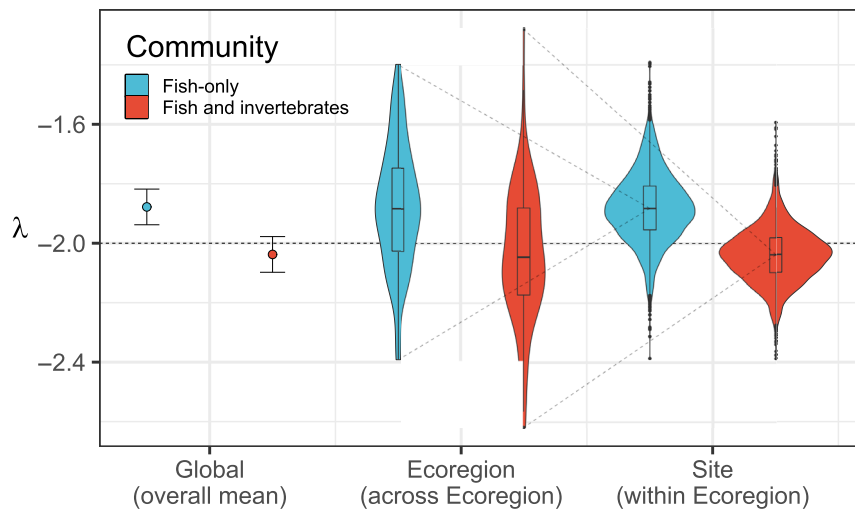 Community
Fish-only
Fish and invertebrates
−1.6
λ
−2.0
−2.4
Global
(overall mean)
Ecoregion
(across Ecoregion)
Site
(within Ecoregion)